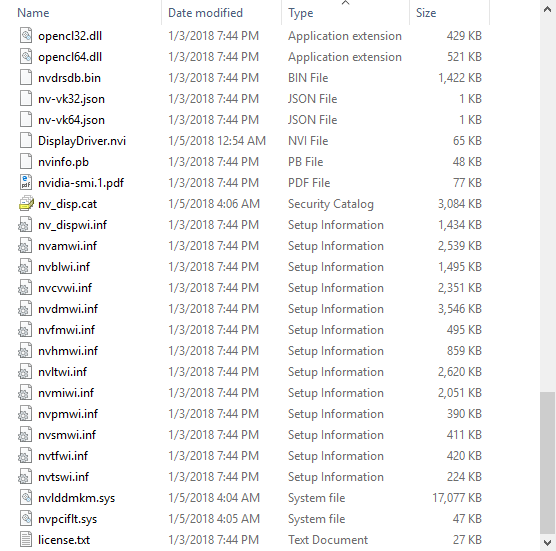 Name Date modified Type Size
opencl32.dll 1/3/2018 7:44 PM Application extension 429 KB
opencl64.dll 1/3/2018 7:44 PM Application extension 521 KB
nvdrsdb.bin 1/3/2018 7:44 PM BIN File 1,422 KB
nv-vk32.json 1/3/2018 7:44 PM JSON File 1 KB
nv-vk64.json 1/3/2018 7:44 PM JSON File 1 KB
DisplayDriver.nvi 1/5/2018 12:54 AM NVI File 65 KB
nvinfo.pb 1/3/2018 7:44 PM PB File 48 KB
nvidia-smi.1.pdf 1/3/2018 7:44 PM PDF File 77 KB
nv_disp.cat 1/5/2018 4:06 AM Security Catalog 3,084 KB
nv_dispwi.inf 1/3/2018 7:44 PM Setup Information 1,434 KB
nvamwi.inf 1/3/2018 7:44 PM Setup Information 2,539 KB
nvblwi.inf 1/3/2018 7:44 PM Setup Information 1,495 KB
nvcvwi.inf 1/3/2018 7:44 PM Setup Information 2,351 KB
nvdmwi.inf 1/3/2018 7:44 PM Setup Information 3,546 KB
nvfmwi.inf 1/3/2018 7:44 PM Setup Information 495 KB
nvhmwi.inf 1/3/2018 7:44 PM Setup Information 859 KB
nvltwi.inf 1/3/2018 7:44 PM Setup Information 2,620 KB
nvmiwi.inf 1/3/2018 7:44 PM Setup Information 2,051 KB
nvpmwi.inf 1/3/2018 7:44 PM Setup Information 390 KB
nvsmwi.inf 1/3/2018 7:44 PM Setup Information 411 KB
nvtfwi.inf 1/3/2018 7:44 PM Setup Information 420 KB
nvtswi.inf 1/3/2018 7:44 PM Setup Information 224 KB
nvlddmkm.sys 1/5/2018 4:04 AM System file 17,077 KB
nvpciflt.sys 1/5/2018 4:05 AM System file 47 KB
license.txt 1/3/2018 7:44 PM Text Document 27 KB